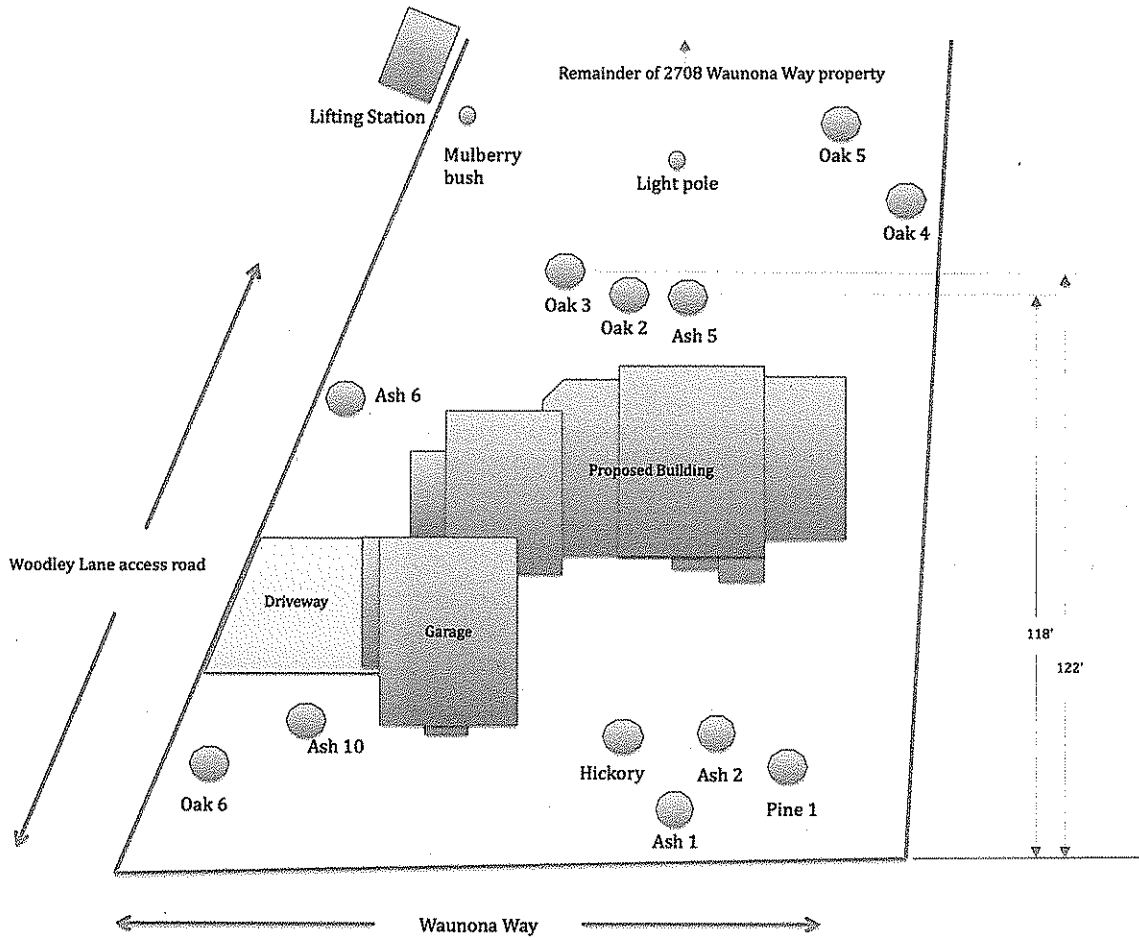 Remainder of 2708 Waunona Way property
Lifting Station
Mulberry
bush
Oak 5
Light pole
Oak 4
Oak 3
Oak 2
Ash 5
Ash 6
Proposed Building
Woodley Lane access road
Driveway
Garage
118'
122'
Ash 10
Hickory
Ash 2
Oak 6
Pine 1
Ash 1
Waunona Way